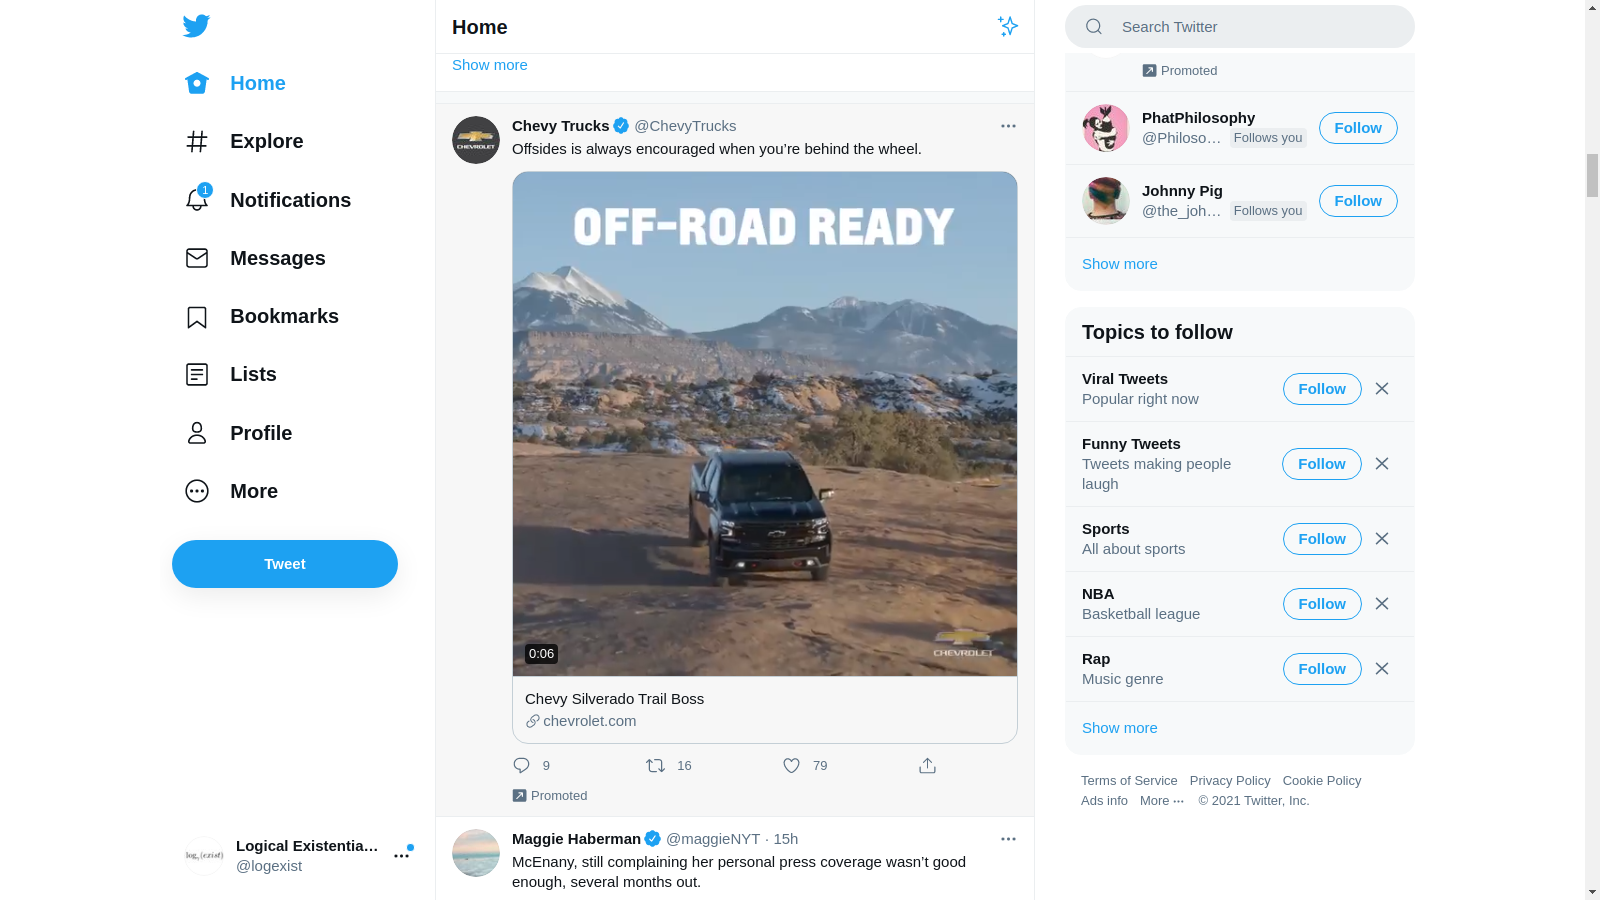 Home
Explore
1
Notifications
Messages
Bookmarks
Lists
Profile
More
Tweet
Logical Existentia…
@logexist
Home
Show more
Chevy Trucks @ChevyTrucks
Offsides is always encouraged when you’re behind the wheel.
CHEVROLET
OFF-ROAD READY
CHEVROLET
0:06
Chevy Silverado Trail Boss
chevrolet.com
9 16 79
Promoted
Maggie Haberman @maggieNYT · 15h
McEnany, still complaining her personal press coverage wasn’t good
enough, several months out.
Search Twitter
Promoted
PhatPhilosophy
@Philoso… Follows you
Follow
Johnny Pig
@the_joh… Follows you
Follow
Show more
Topics to follow
Viral Tweets
Popular right now
Follow
Funny Tweets
Tweets making people
laugh
Follow
Sports
All about sports
Follow
NBA
Basketball league
Follow
Rap
Music genre
Follow
Show more
Terms of Service Privacy Policy Cookie Policy
Ads info More ··· © 2021 Twitter, Inc.